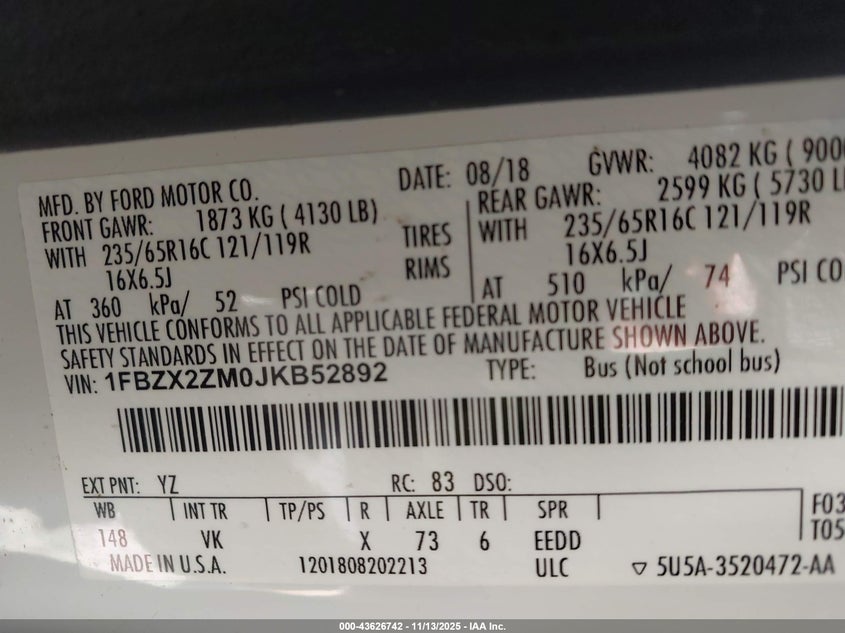 MFD. BY FORD MOTOR CO. DATE: 08/18 GVWR: 4082 KG ( 900
FRONT GAWR: 1873 KG ( 4130 LB) REAR GAWR: 2599 KG ( 5730 L
WITH 235/65R16C 121/119R TIRES WITH 235/65R16C 121/119R
16X6.5J RIMS 16X6.5J
AT 360 kPa/ 52 PSI COLD AT 510 kPa/ 74 PSI CO
THIS VEHICLE CONFORMS TO ALL APPLICABLE FEDERAL MOTOR VEHICLE
SAFETY STANDARDS IN EFFECT ON THE DATE OF MANUFACTURE SHOWN ABOVE.
VIN: 1FBZX2ZM0JKB52892 TYPE: Bus (Not school bus)
EXT PNT: YZ RC: 83 DSO:
WB INT TR TP/PS R AXLE TR SPR F03
148 VK X 73 6 EEDD T05
MADE IN U.S.A. 1201808202213 ULC ▽ 5U5A-3520472-AA
000-43626742 - 11/13/2025 - IAA Inc.